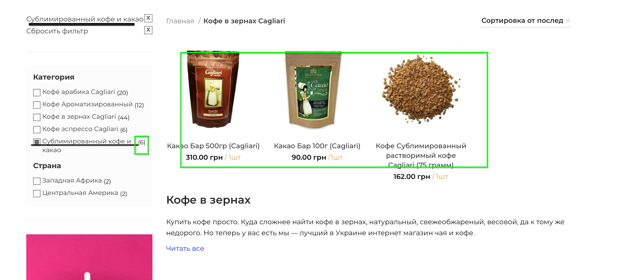 Сублимированный кофе и какао X
Сбросить фильтр X
Главная / Кофе в зернах Cagliari
Сортировка от послед
Категория
Кофе арабика Cagliari (20)
Кофе Ароматизированный (12)
Кофе в зернах Cagliari (44)
Кофе эспрессо Cagliari (6)
Сублимированный кофе и (6)
какао
Страна
Западная Африка (2)
Центральная Америка (2)
Cagliari
Cacao
Какао Бар 500гр (Cagliari)
310.00 грн / 1шт
Какао Бар 100г (Cagliari)
90.00 грн /1шт
Кофе Сублимированный
растворимый кофе
Cagliari (75 грамм)
162.00 грн / 1шт
Кофе в зернах
Купить кофе просто. Куда сложнее найти кофе в зернах, натуральный, свежеобжареный, весовой, да к тому же
недорого. Но теперь у вас есть мы — лучший в Украине интернет магазин чая и кофе.
Читать все